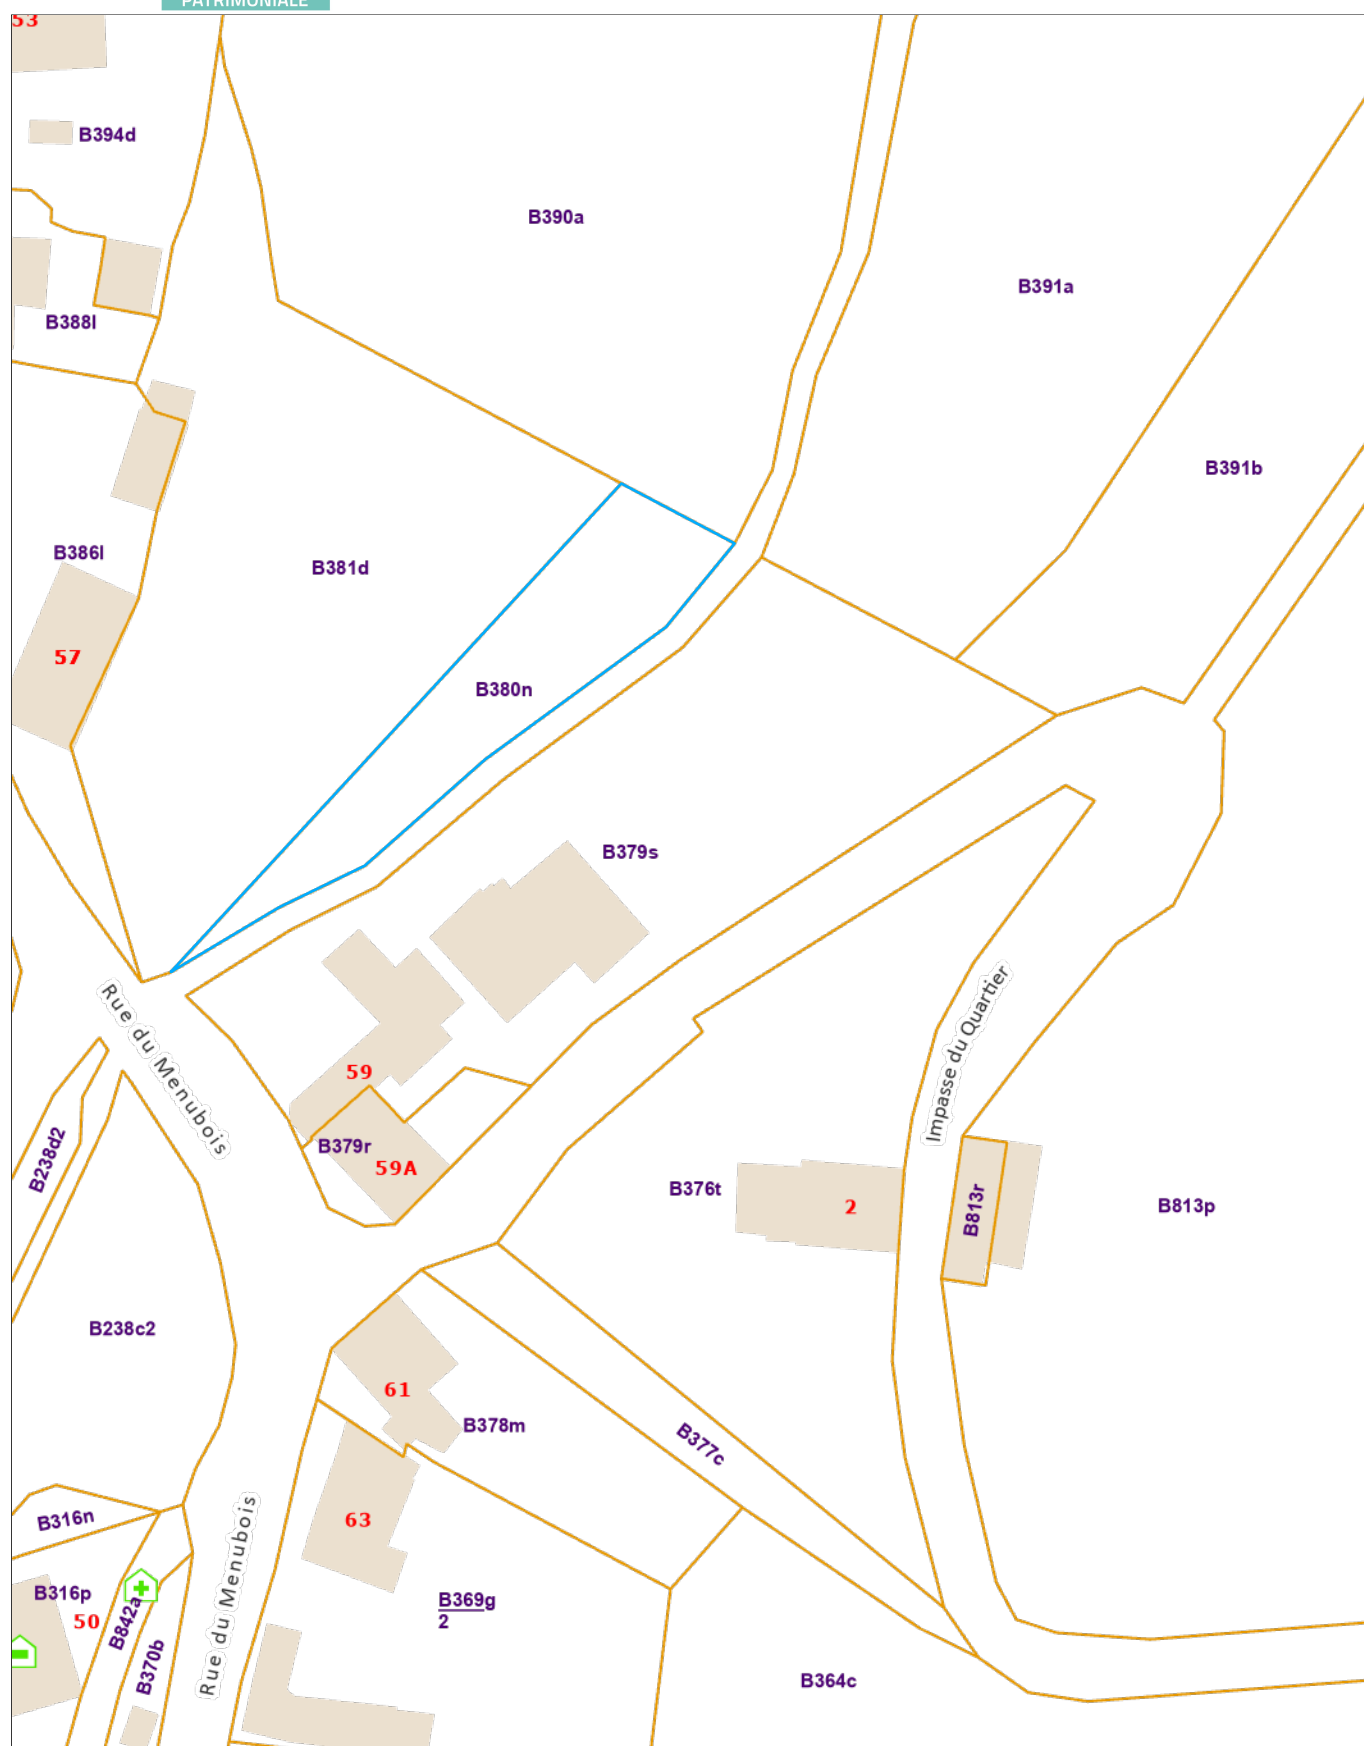 PATRIMONIALE
53
B394d
B390a
B391a
B388l
B391b
B386l
B381d
57
B380n
B379s
Rue du Menubois
Impasse du Quartier
59
B379r
59A
B238d2
B376t
2
B813r
B813p
B238c2
61
B378m
B377c
63
B316n
B316p
50
B842a
B370b
Rue du Menubois
B369g
2
B364c